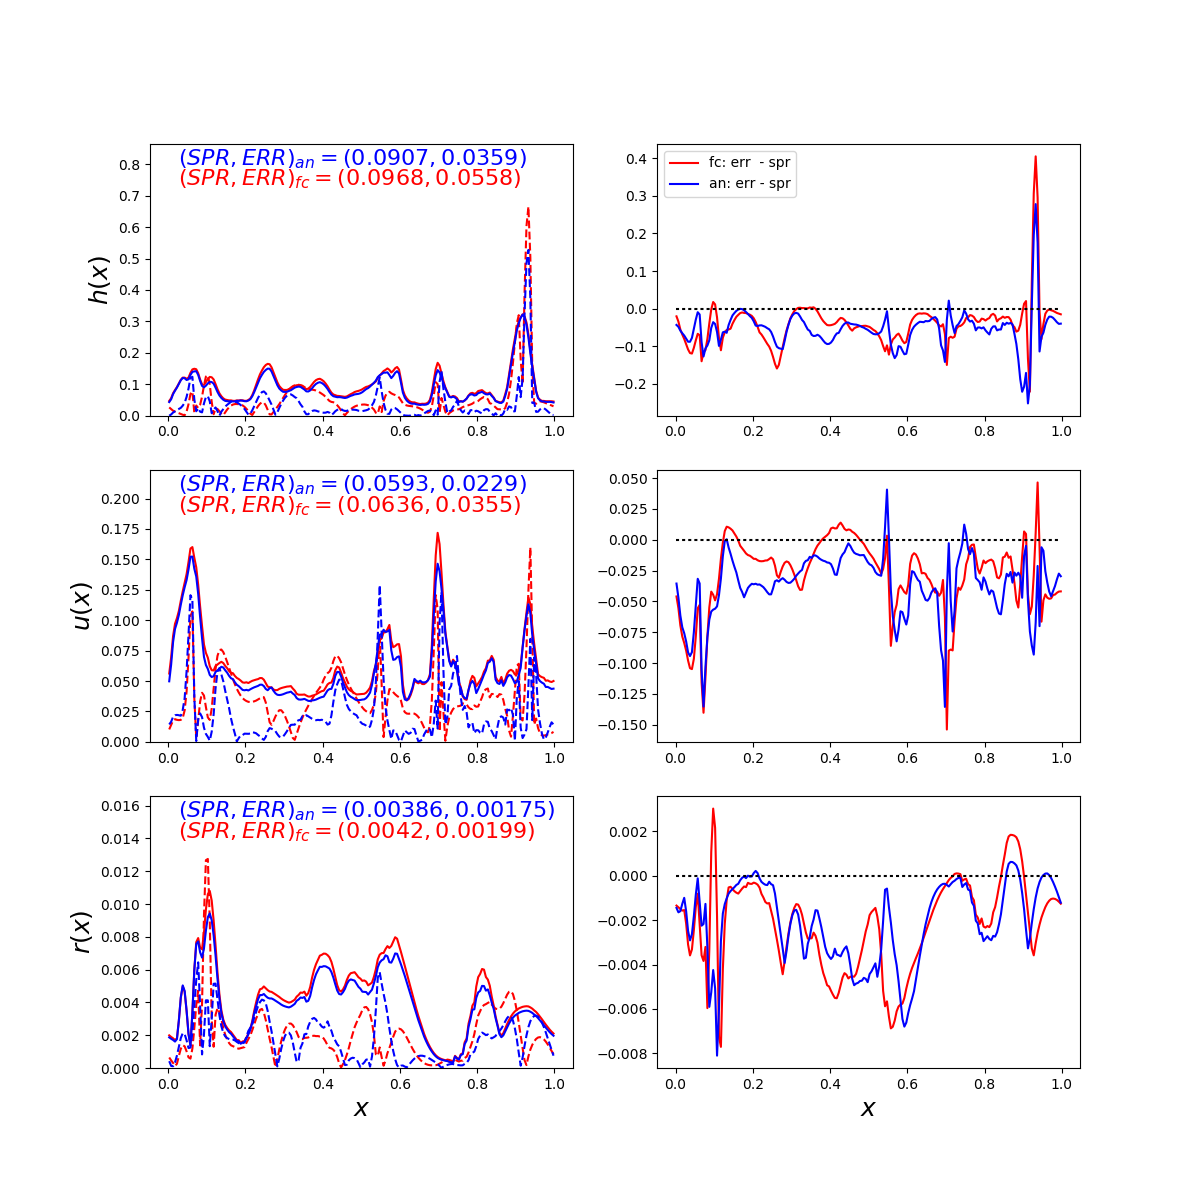 (SPR, ERR)an = (0.0907, 0.0359)
(SPR, ERR)fc = (0.0968, 0.0558)
h(x)
0.8
0.7
0.6
0.5
0.4
0.3
0.2
0.1
0.0
0.0 0.2 0.4 0.6 0.8 1.0
fc: err - spr
an: err - spr
0.4
0.3
0.2
0.1
0.0
−0.1
−0.2
0.0 0.2 0.4 0.6 0.8 1.0
(SPR, ERR)an = (0.0593, 0.0229)
(SPR, ERR)fc = (0.0636, 0.0355)
u(x)
0.200
0.175
0.150
0.125
0.100
0.075
0.050
0.025
0.000
0.0 0.2 0.4 0.6 0.8 1.0
0.050
0.025
0.000
−0.025
−0.050
−0.075
−0.100
−0.125
−0.150
0.0 0.2 0.4 0.6 0.8 1.0
(SPR, ERR)an = (0.00386, 0.00175)
(SPR, ERR)fc = (0.0042, 0.00199)
r(x)
0.016
0.014
0.012
0.010
0.008
0.006
0.004
0.002
0.000
0.0 0.2 0.4 0.6 0.8 1.0
x
0.002
0.000
−0.002
−0.004
−0.006
−0.008
0.0 0.2 0.4 0.6 0.8 1.0
x